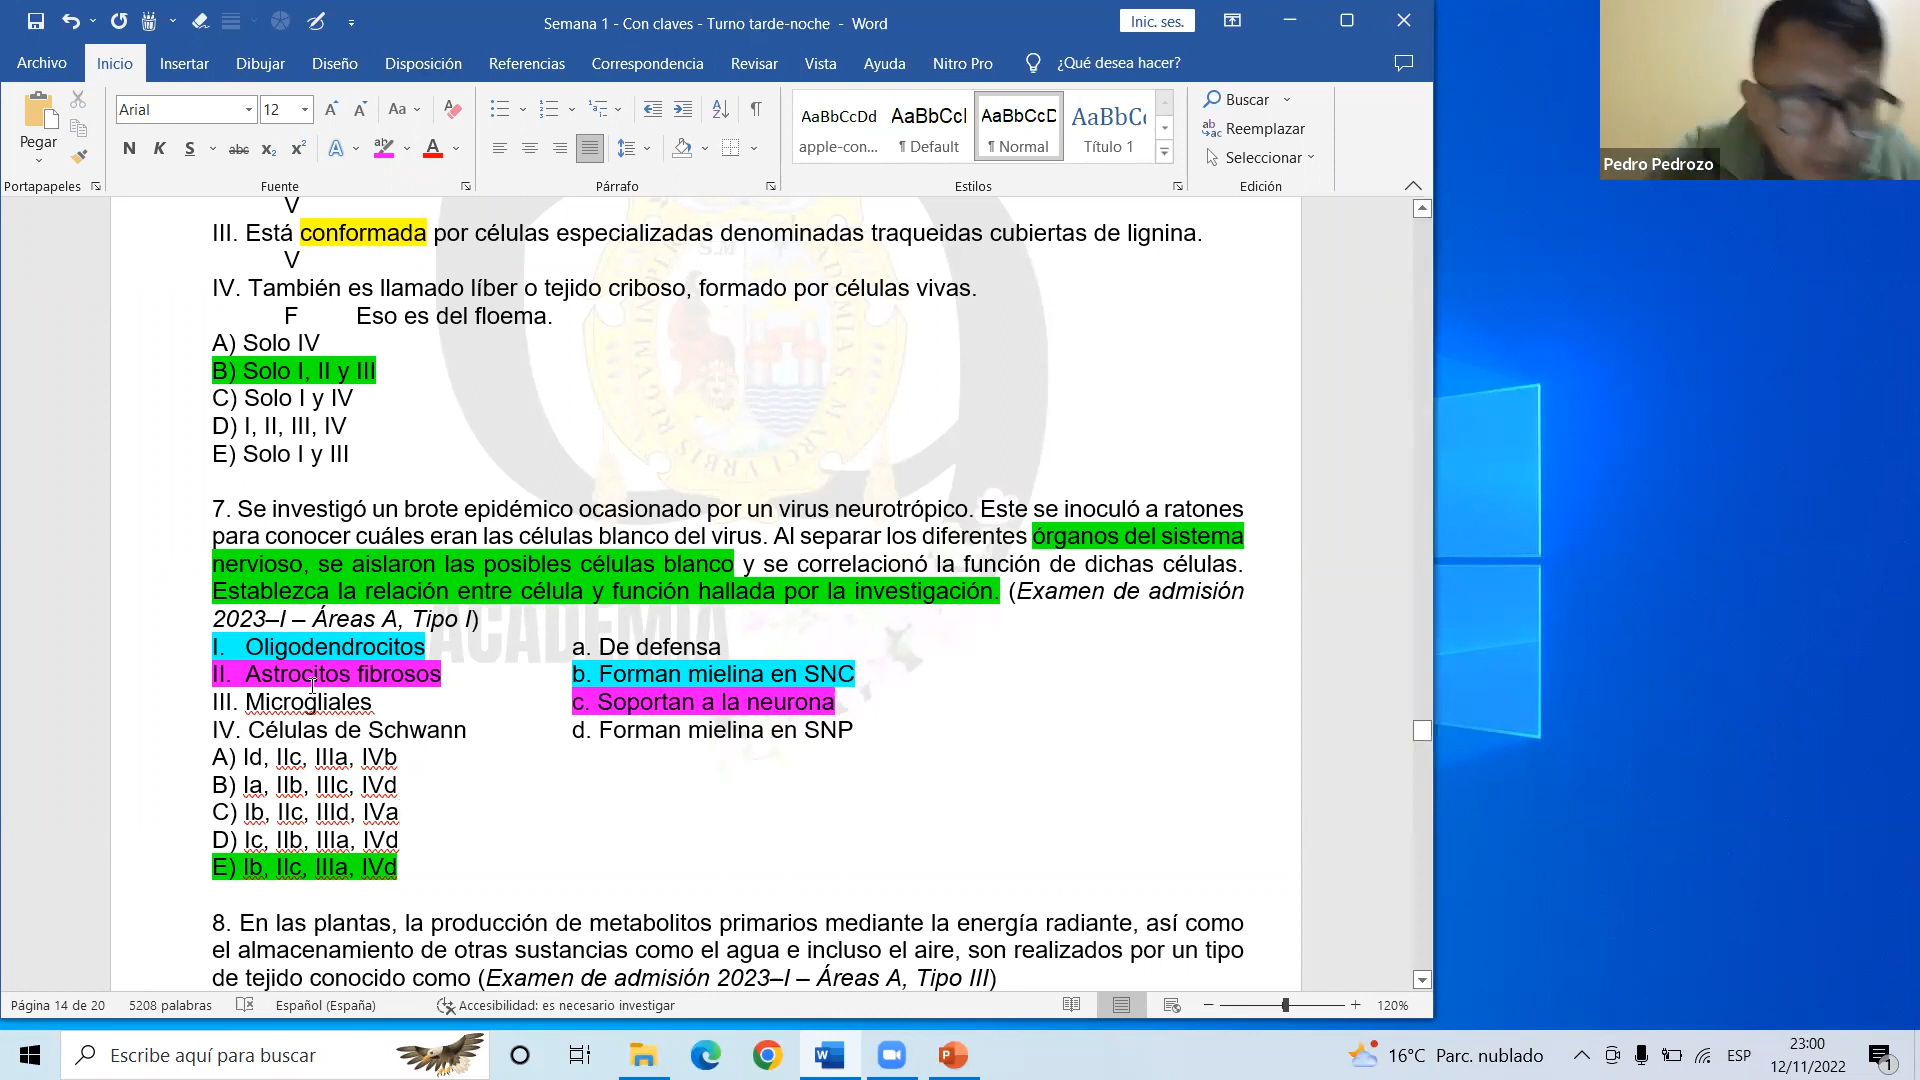 Semana 1 - Con claves - Turno tarde-noche - Word
Inic. ses.
Archivo Inicio Insertar Dibujar Diseño Disposición Referencias Correspondencia Revisar Vista Ayuda Nitro Pro ¿Qué desea hacer?
Pegar
Arial 12
Aa
N K S abc x₂ x² A ab A
AaBbCcDd AaBbCcI AaBbCcD AaBbC
apple-con... ¶ Default ¶ Normal Título 1
Buscar
Reemplazar
Seleccionar
Portapapeles Fuente Párrafo Estilos Edición
Pedro Pedrozo
V
III. Está conformada por células especializadas denominadas traqueidas cubiertas de lignina.
V
IV. También es llamado líber o tejido criboso, formado por células vivas.
F Eso es del floema.
A) Solo IV
B) Solo I, II y III
C) Solo I y IV
D) I, II, III, IV
E) Solo I y III
7. Se investigó un brote epidémico ocasionado por un virus neurotrópico. Este se inoculó a ratones
para conocer cuáles eran las células blanco del virus. Al separar los diferentes órganos del sistema
nervioso, se aislaron las posibles células blanco y se correlacionó la función de dichas células.
Establezca la relación entre célula y función hallada por la investigación. (Examen de admisión
2023–I – Áreas A, Tipo I)
I. Oligodendrocitos a. De defensa
II. Astrocitos fibrosos b. Forman mielina en SNC
III. Microgliales c. Soportan a la neurona
IV. Células de Schwann d. Forman mielina en SNP
A) Id, IIc, IIIa, IVb
B) Ia, IIb, IIIc, IVd
C) Ib, IIc, IIId, IVa
D) Ic, IIb, IIIa, IVd
E) Ib, IIc, IIIa, IVd
ACADEMIA
8. En las plantas, la producción de metabolitos primarios mediante la energía radiante, así como
el almacenamiento de otras sustancias como el agua e incluso el aire, son realizados por un tipo
de tejido conocido como (Examen de admisión 2023–I – Áreas A, Tipo III)
Página 14 de 20 5208 palabras Español (España) Accesibilidad: es necesario investigar 120%
Escribe aquí para buscar
16°C Parc. nublado ESP
23:00
12/11/2022
1